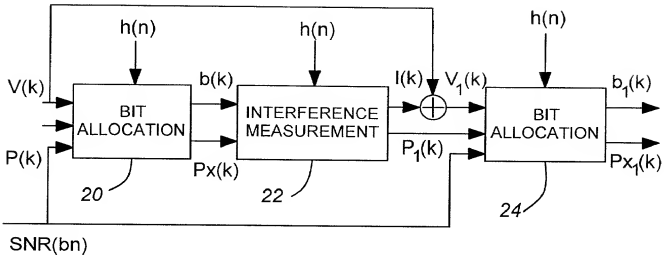 h(n) h(n) h(n)
V(k) b(k) I(k) V₁(k) b₁(k)
BIT ALLOCATION
INTERFERENCE MEASUREMENT
BIT ALLOCATION
P(k) Px(k) P₁(k) Px₁(k)
20 22 24
SNR(bn)